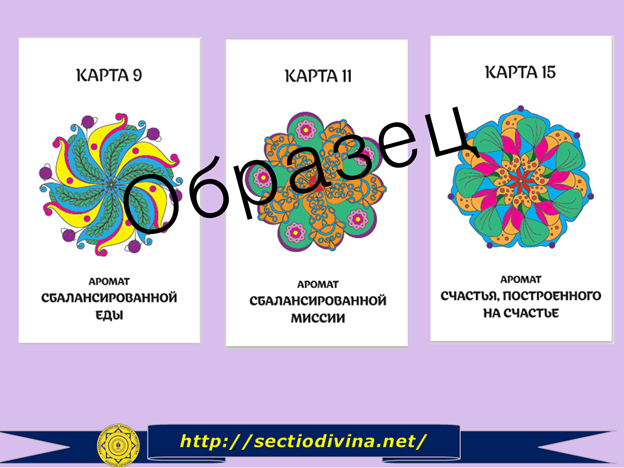 КАРТА 9
АРОМАТ
СБАЛАНСИРОВАННОЙ
ЕДЫ
КАРТА 11
АРОМАТ
СБАЛАНСИРОВАННОЙ
МИССИИ
КАРТА 15
АРОМАТ
СЧАСТЬЯ, ПОСТРОЕННОГО
НА СЧАСТЬЕ
Образец
http://sectiodivina.net/